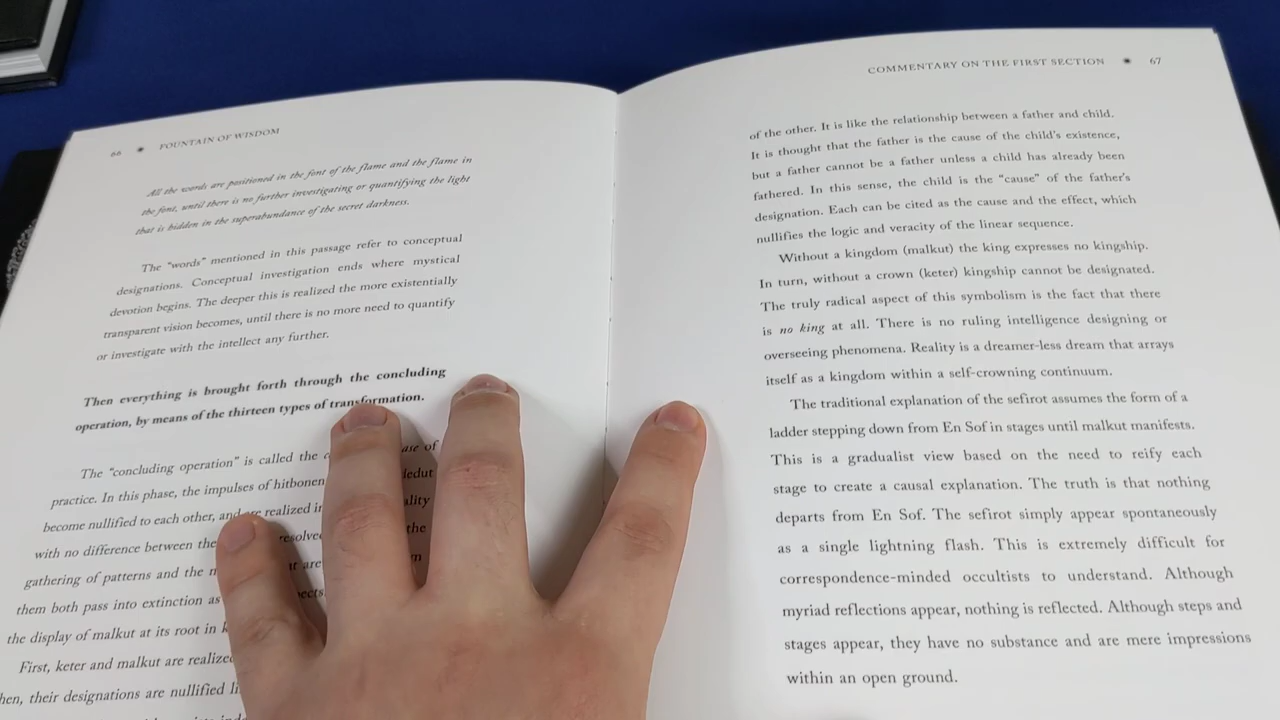 66 * FOUNTAIN OF WISDOM
All the words are positioned in the font of the flame and the flame in
the font, until there is no further investigating or quantifying the light
that is hidden in the superabundance of the secret darkness.
The "words" mentioned in this passage refer to conceptual
designations. Conceptual investigation ends where mystical
devotion begins. The deeper this is realized the more existentially
transparent vision becomes, until there is no more need to quantify
or investigate with the intellect any further.
Then everything is brought forth through the concluding
operation, by means of the thirteen types of transformation.
The "concluding operation" is called the of
practice. In this phase, the impulses of
become nullified to each other, and are realized
with no difference between the
gathering of patterns and the are
them both pass into extinction as
the display of malkut at its root in
First, keter and malkut are realized
their designations are nullified
COMMENTARY ON THE FIRST SECTION * 67
of the other. It is like the relationship between a father and child.
It is thought that the father is the cause of the child's existence,
but a father cannot be a father unless a child has already been
fathered. In this sense, the child is the "cause" of the father's
designation. Each can be cited as the cause and the effect, which
nullifies the logic and veracity of the linear sequence.
Without a kingdom (malkut) the king expresses no kingship.
In turn, without a crown (keter) kingship cannot be designated.
The truly radical aspect of this symbolism is the fact that there
is no king at all. There is no ruling intelligence designing or
overseeing phenomena. Reality is a dreamer-less dream that arrays
itself as a kingdom within a self-crowning continuum.
The traditional explanation of the sefirot assumes the form of a
ladder stepping down from En Sof in stages until malkut manifests.
This is a gradualist view based on the need to reify each
stage to create a causal explanation. The truth is that nothing
departs from En Sof. The sefirot simply appear spontaneously
as a single lightning flash. This is extremely difficult for
correspondence-minded occultists to understand. Although
myriad reflections appear, nothing is reflected. Although steps and
stages appear, they have no substance and are mere impressions
within an open ground.